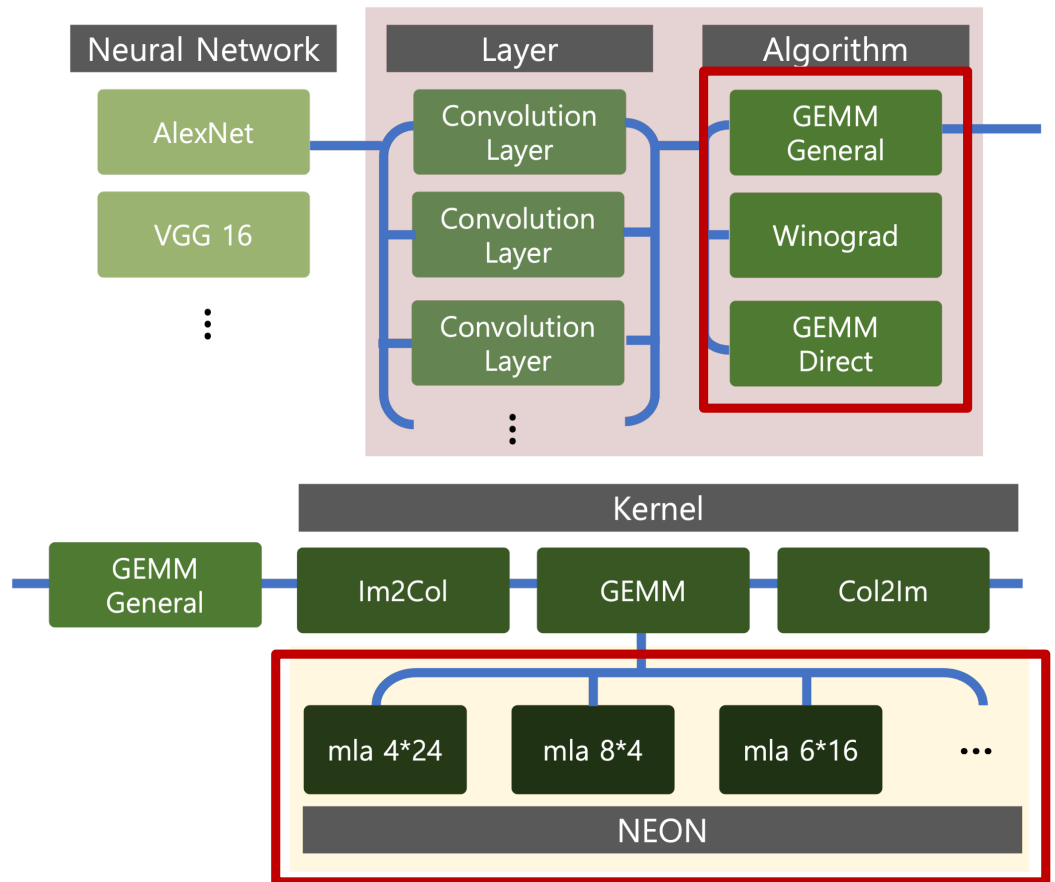 Neural Network
Layer
Algorithm
AlexNet
Convolution
Layer
GEMM
General
VGG 16
Convolution
Layer
Winograd
Convolution
Layer
GEMM
Direct
Kernel
GEMM
General
Im2Col
GEMM
Col2Im
mla 4*24
mla 8*4
mla 6*16
NEON